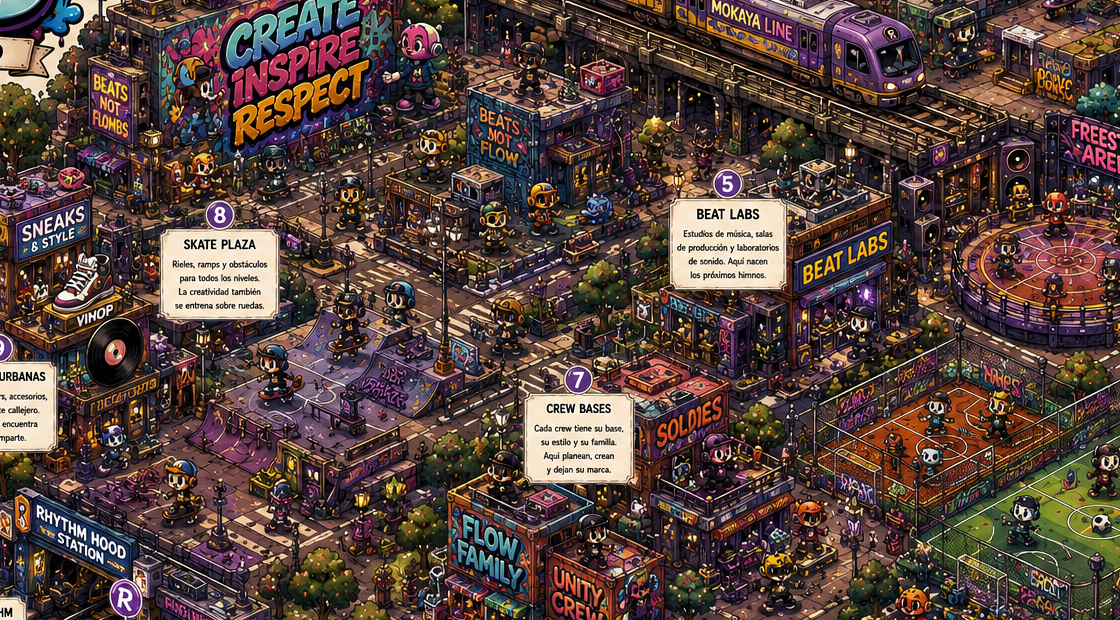 CREATE
INSPIRE
RESPECT
BEATS
NOT
FLOMBS
MOKAYA LINE
BEATS
NOT
FLOW
FREES
ARE
SNEAKS
& STYLE
VINOP
8
SKATE PLAZA
Rieles, ramps y obstáculos
para todos los niveles.
La creatividad también
se entrena sobre ruedas.
5
BEAT LABS
Estudios de música, salas
de producción y laboratorios
de sonido. Aquí nacen
los próximos himnos.
BEAT LABS
9
URBANAS
rs, accesorios,
te callejero.
encuentra
mparte.
7
CREW BASES
Cada crew tiene su base,
su estilo y su familla.
Aqui planean, crean
y dejan su marca.
SOLDIES
FLOW
FAMILY
UNITY
CREW
RHYTHM HOOD
STATION
R
HM